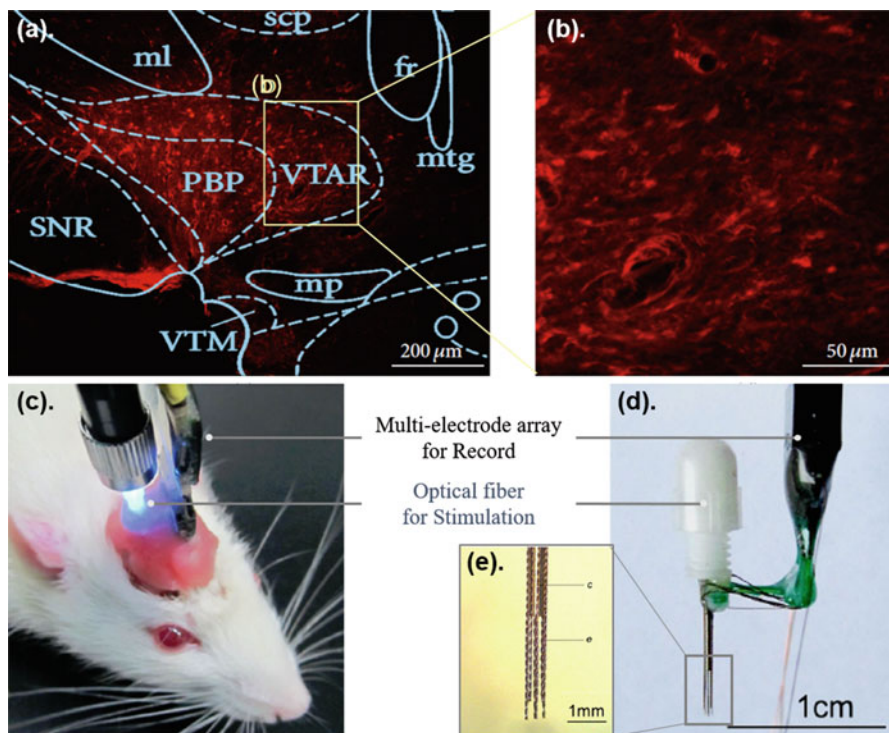 (a).
scp
ml
fr
(b)
mtg
PBP
VTAR
SNR
mp
VTM
200 μm
(b).
50 μm
(c).
Multi-electrode array
for Record
Optical fiber
for Stimulation
(d).
(e).
c
e
1mm
1cm